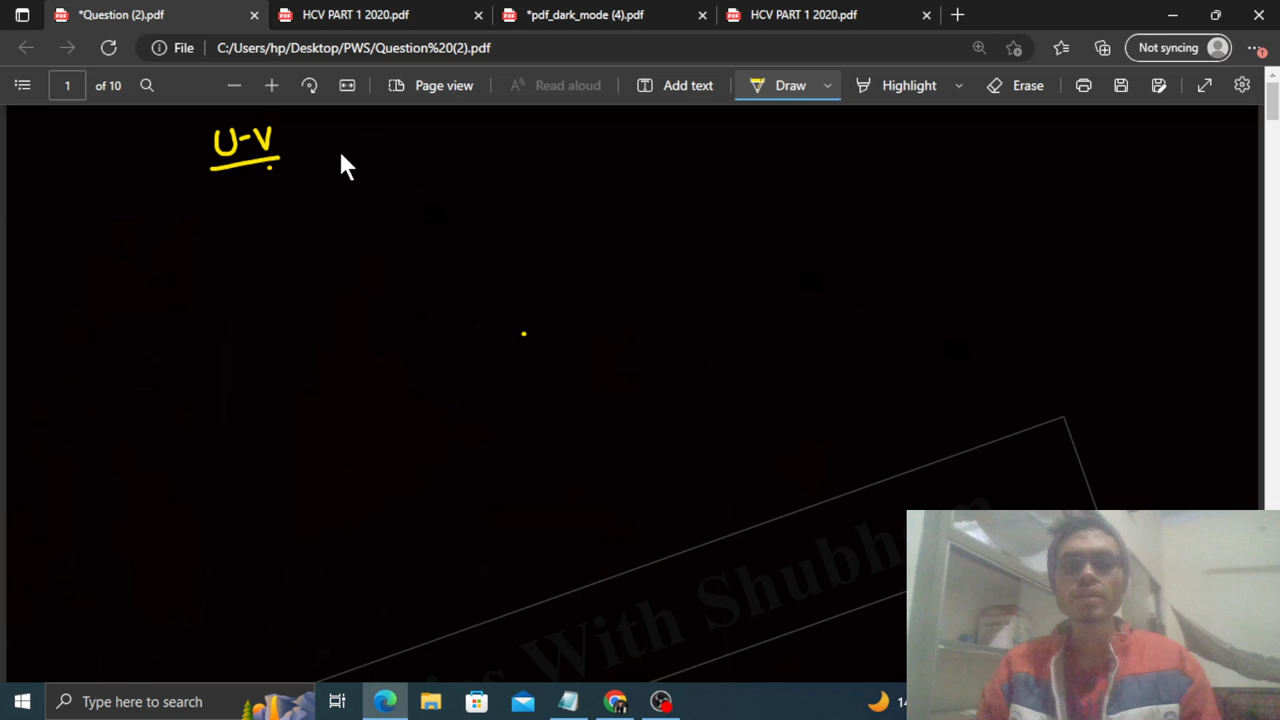 *Question (2).pdf
HCV PART 1 2020.pdf
*pdf_dark_mode (4).pdf
HCV PART 1 2020.pdf
File
C:/Users/hp/Desktop/PWS/Question%20(2).pdf
Not syncing
1 of 10
Page view
Read aloud
Add text
Draw
Highlight
Erase
U-V
With Shubham
Type here to search
14